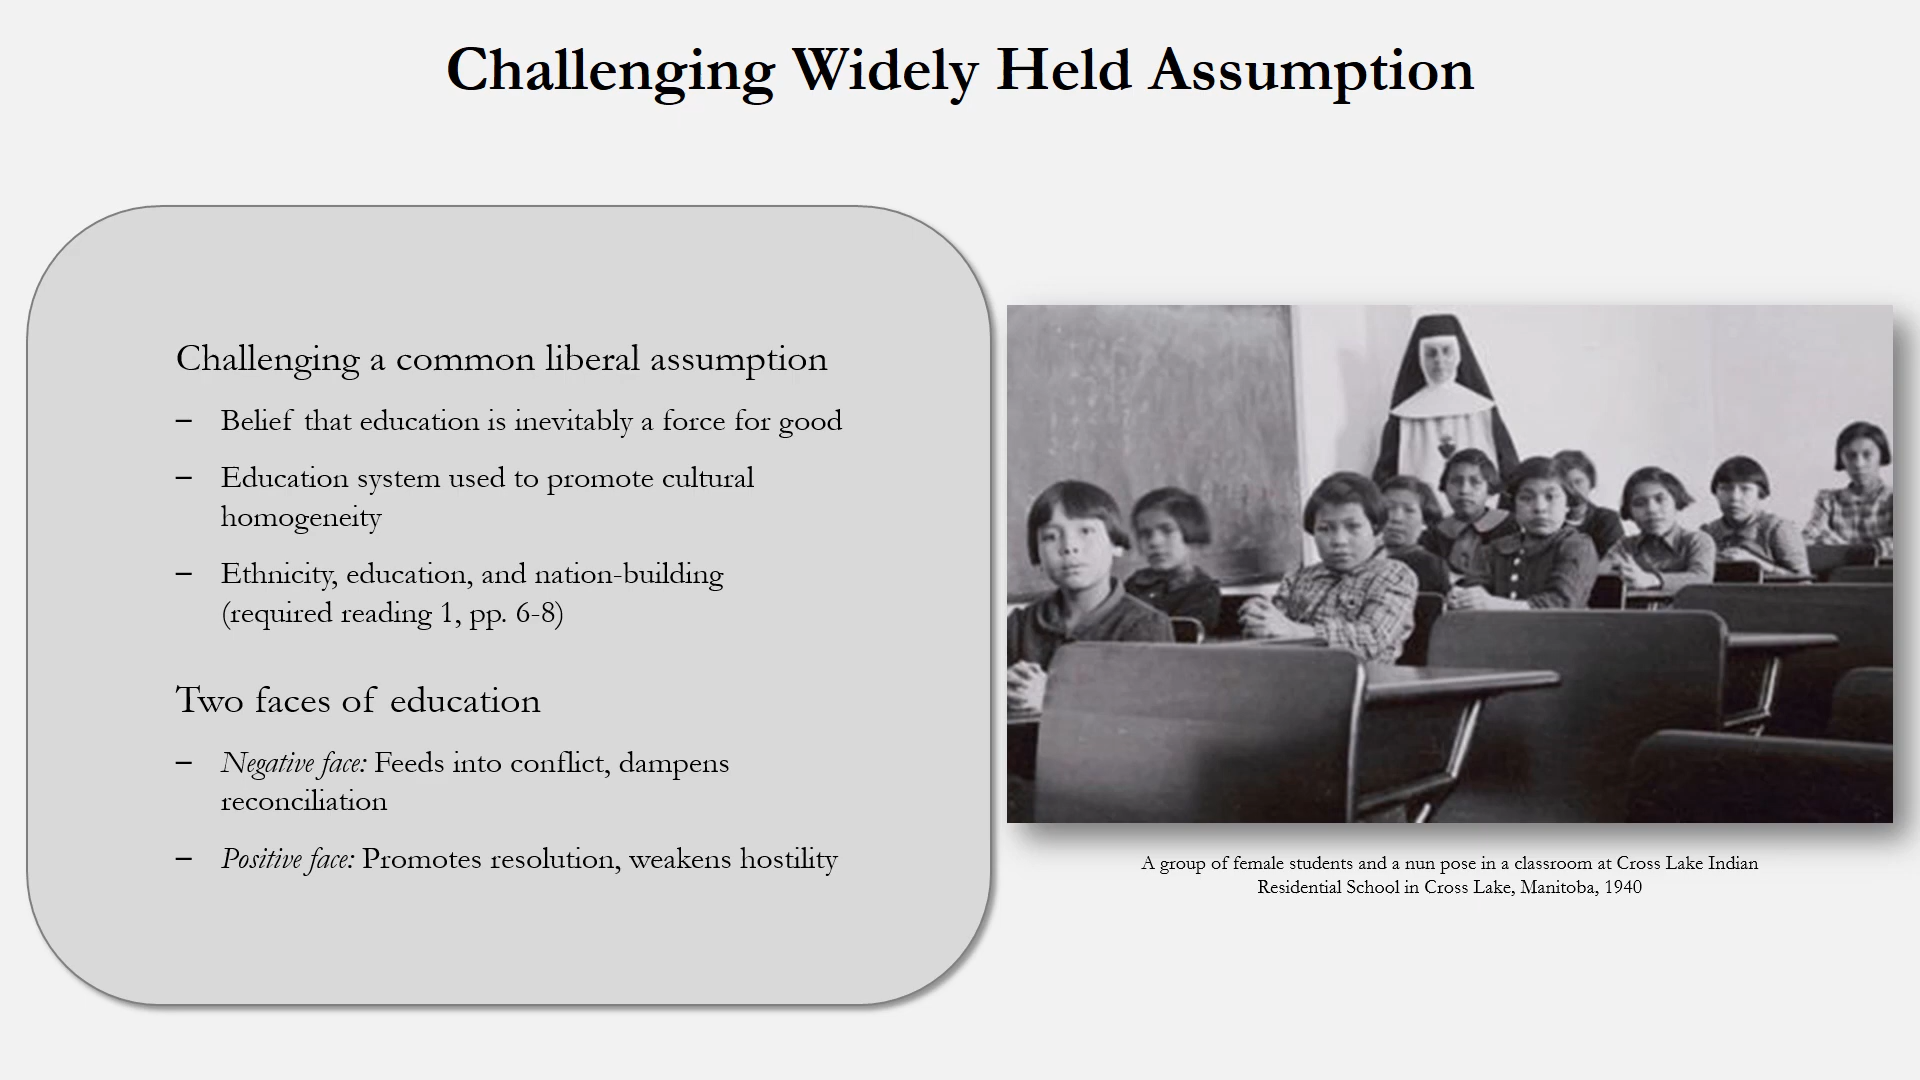 Challenging Widely Held Assumption
Challenging a common liberal assumption
– Belief that education is inevitably a force for good
– Education system used to promote cultural
homogeneity
– Ethnicity, education, and nation-building
(required reading 1, pp. 6-8)
Two faces of education
– Negative face: Feeds into conflict, dampens
reconciliation
– Positive face: Promotes resolution, weakens hostility
A group of female students and a nun pose in a classroom at Cross Lake Indian
Residential School in Cross Lake, Manitoba, 1940